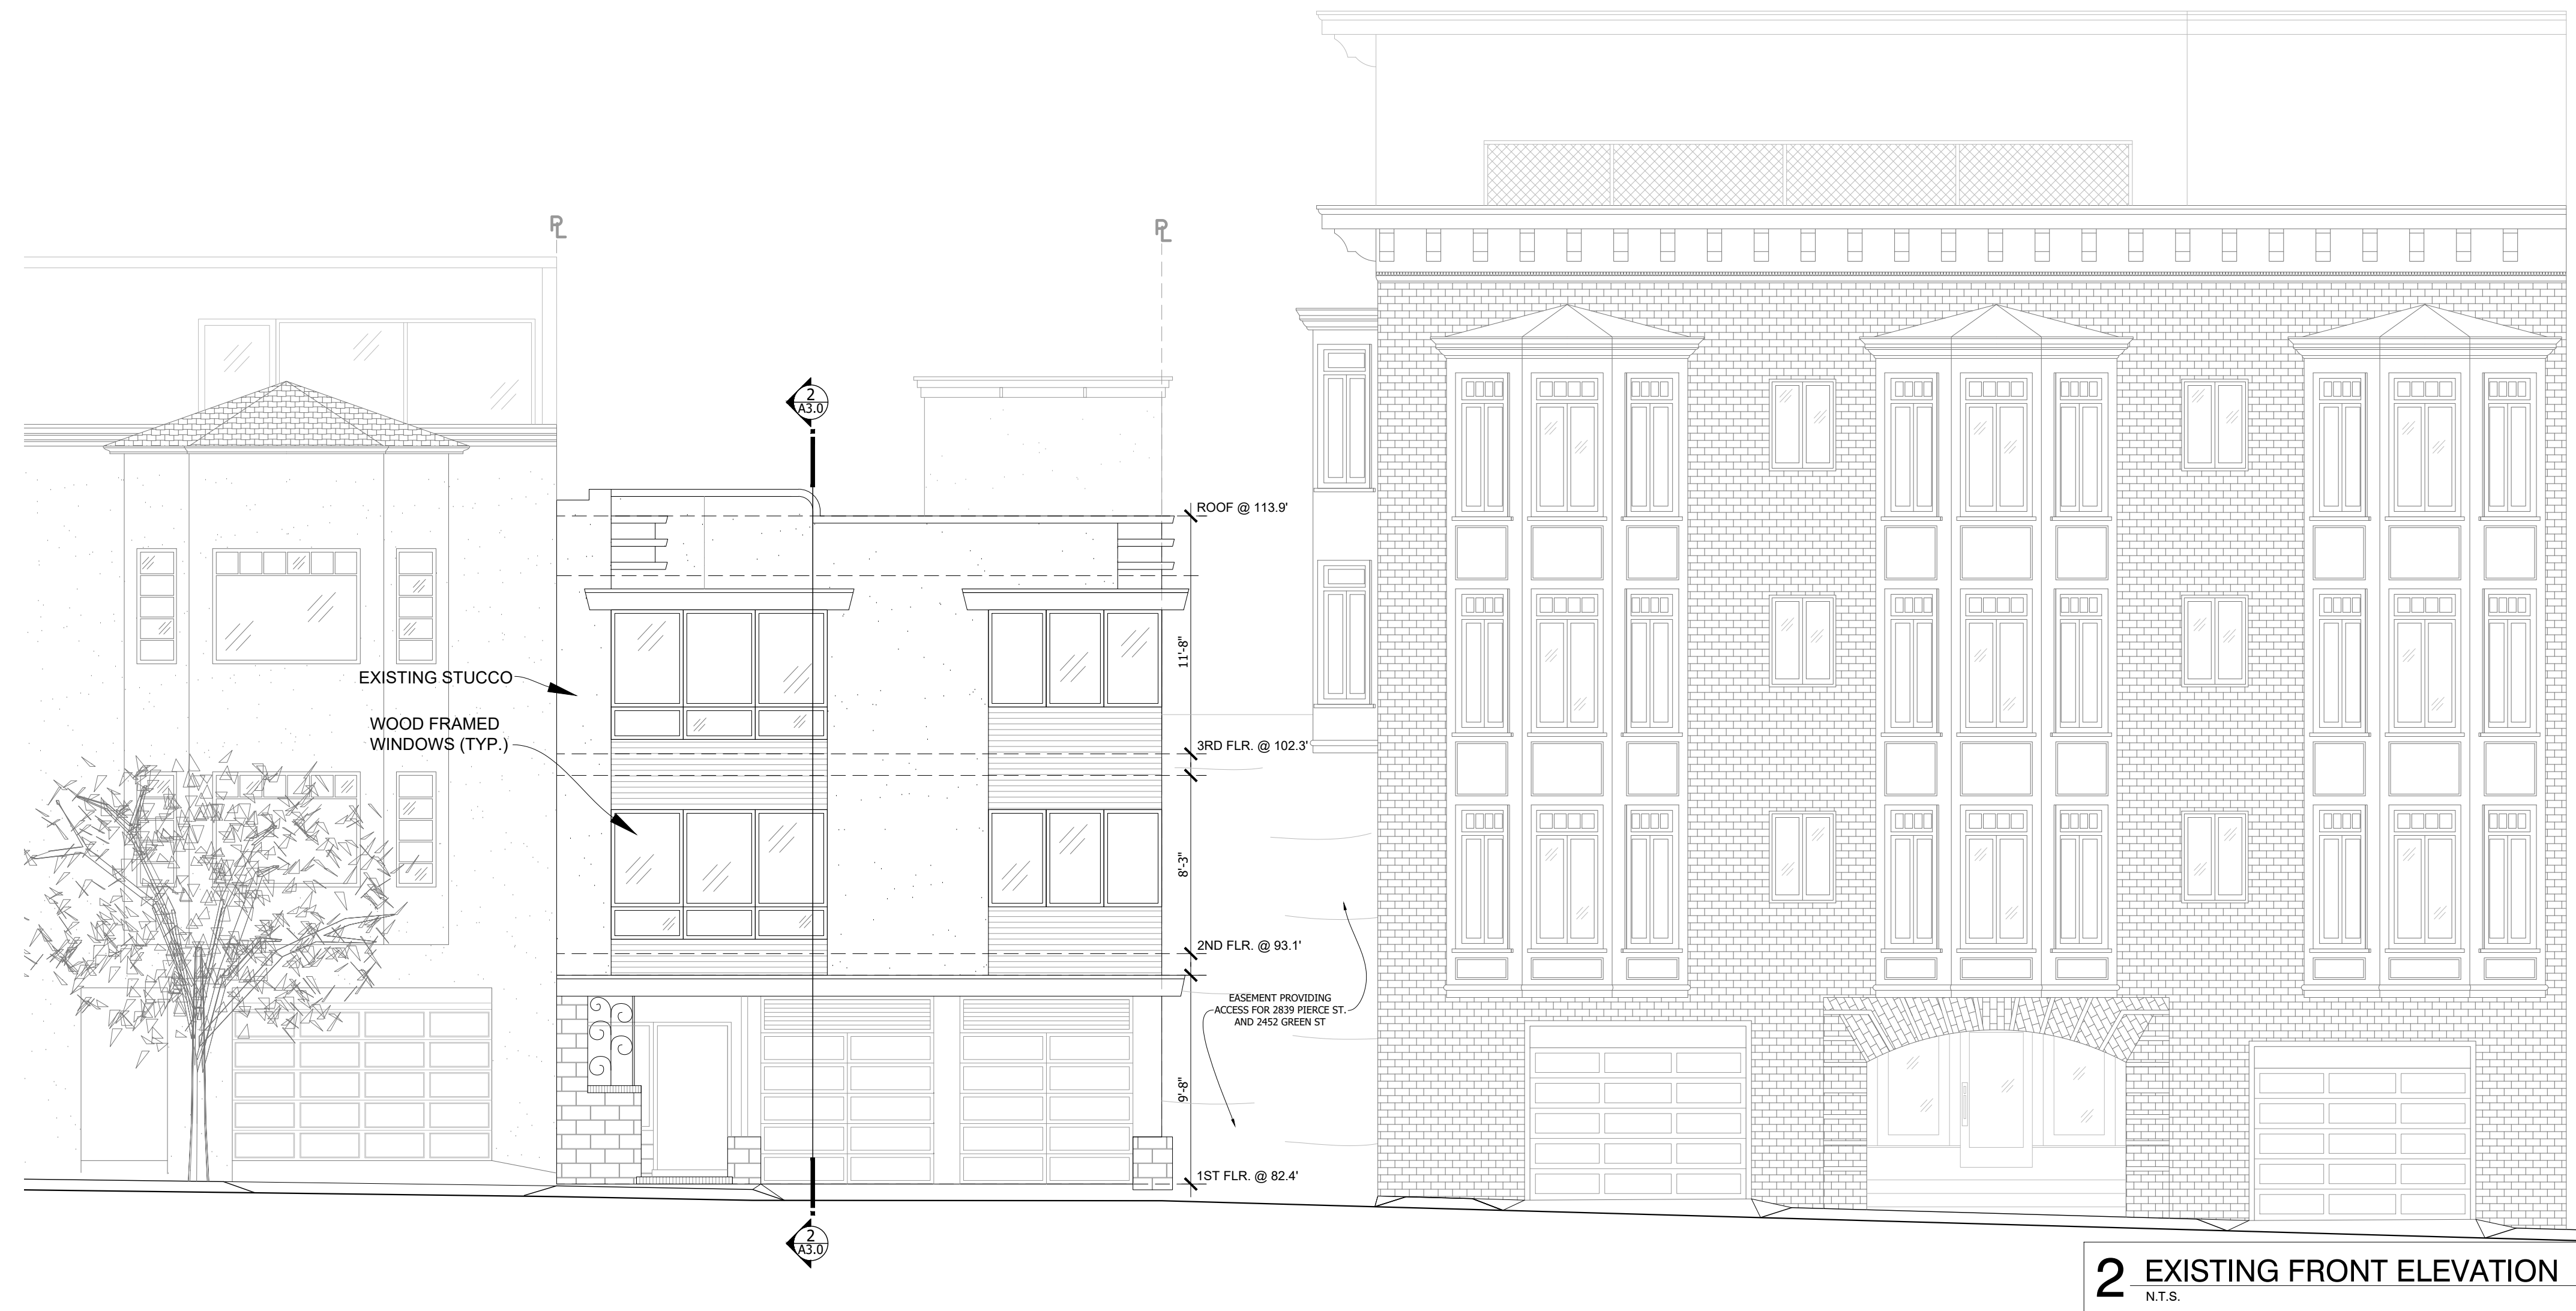 PL
PL
2
A3.0
ROOF @ 113.9'
11'-8"
EXISTING STUCCO
WOOD FRAMED
WINDOWS (TYP.)
3RD FLR. @ 102.3'
8'-3"
2ND FLR. @ 93.1'
EASEMENT PROVIDING
ACCESS FOR 2839 PIERCE ST.
AND 2452 GREEN ST
9'-8"
1ST FLR. @ 82.4'
2
A3.0
2 EXISTING FRONT ELEVATION
N.T.S.